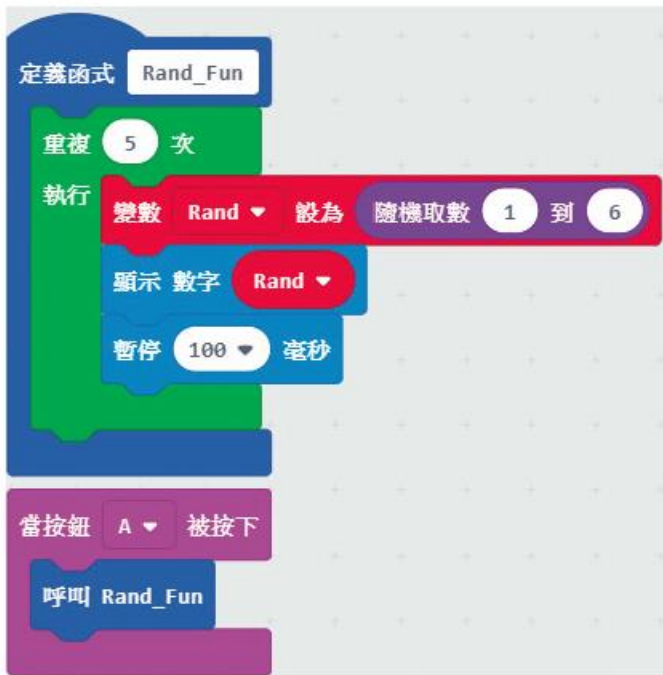 定義函式 Rand_Fun
重複 5 次
執行
變數 Rand 設為 隨機取數 1 到 6
顯示 數字 Rand
暫停 100 毫秒
當按鈕 A 被按下
呼叫 Rand_Fun